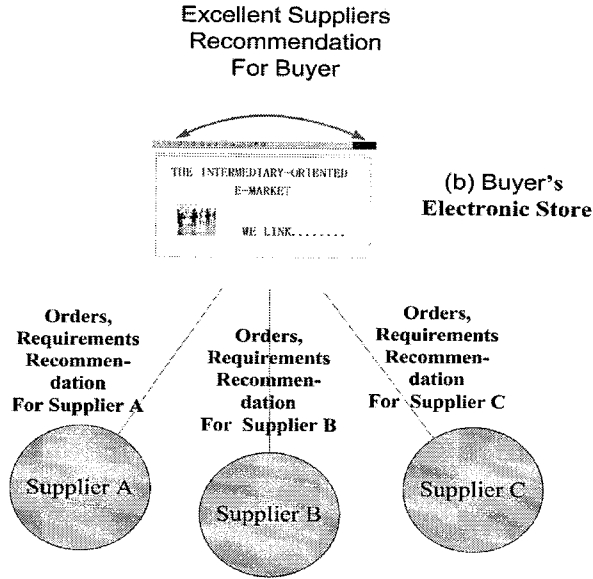 Excellent Suppliers
Recommendation
For Buyer
THE INTERMEDIARY-ORIENTED
E-MARKET
WE LINK........
(b) Buyer's
Electronic Store
Orders,
Requirements
Recommen-
dation
For Supplier A
Orders,
Requirements
Recommen-
dation
For Supplier B
Orders,
Requirements
Recommen-
dation
For Supplier C
Supplier A
Supplier B
Supplier C